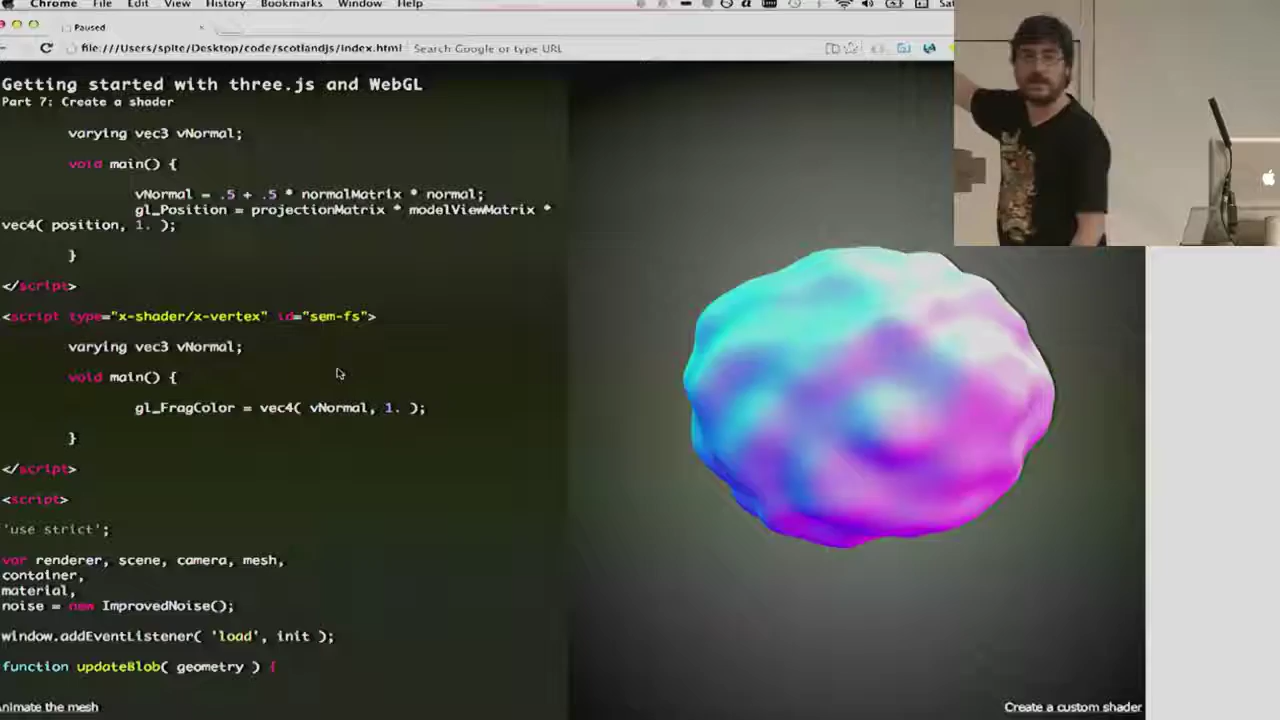 Chrome File Edit View History Bookmarks Window Help
Paused
file:///Users/spite/Desktop/code/scotlandjs/index.html
Search Google or type URL
Getting started with three.js and WebGL
Part 7: Create a shader
varying vec3 vNormal;
void main() {
vNormal = .5 + .5 * normalMatrix * normal;
gl_Position = projectionMatrix * modelViewMatrix *
vec4( position, 1. );
}
</script>
<script type="x-shader/x-vertex" id="sem-fs">
varying vec3 vNormal;
void main() {
gl_FragColor = vec4( vNormal, 1. );
}
</script>
<script>
'use strict';
var renderer, scene, camera, mesh,
container,
material,
noise = new ImprovedNoise();
window.addEventListener( 'load', init );
function updateBlob( geometry ) {
Animate the mesh
Create a custom shader